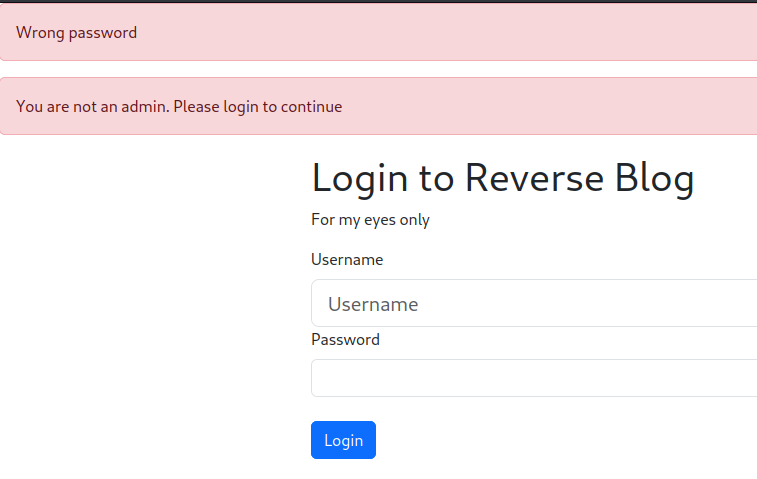 Wrong password
You are not an admin. Please login to continue
Login to Reverse Blog
For my eyes only
Username
Username
Password
Login